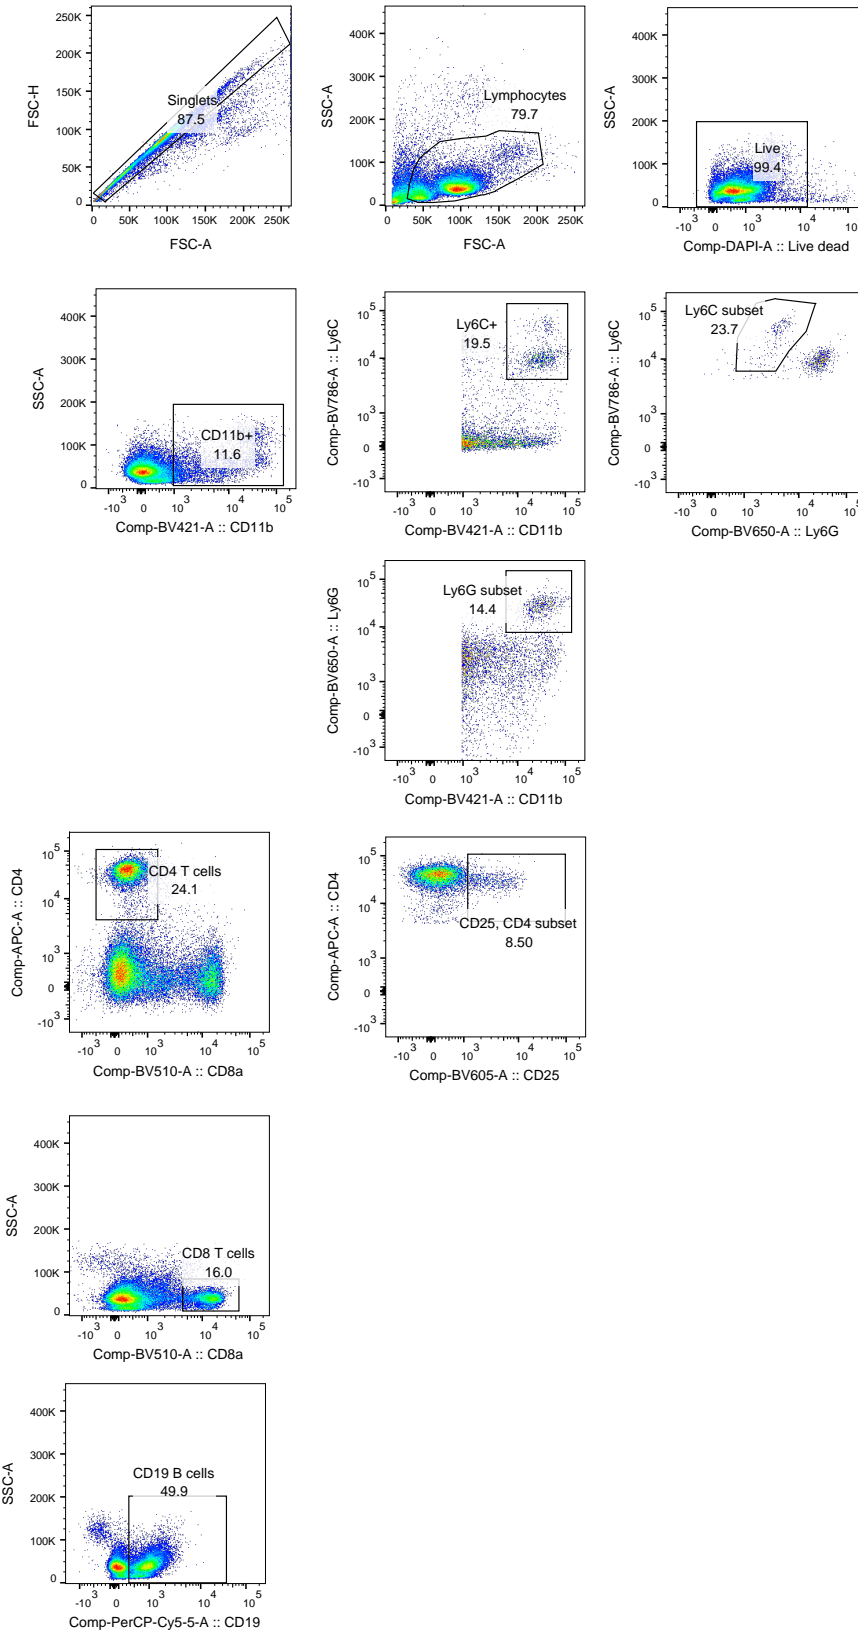 250K
200K
150K
100K
50K
0
FSC-H
Singlets
87.5
0 50K 100K 150K 200K 250K
FSC-A
400K
300K
200K
100K
0
SSC-A
Lymphocytes
79.7
0 50K 100K 150K 200K 250K
FSC-A
400K
300K
200K
100K
0
SSC-A
Live
99.4
-10^3 0 10^3 10^4 10^5
Comp-DAPI-A :: Live dead
400K
300K
200K
100K
0
SSC-A
CD11b+
11.6
-10^3 0 10^3 10^4 10^5
Comp-BV421-A :: CD11b
10^5
10^4
10^3
0
-10^3
Comp-BV786-A :: Ly6C
Ly6C+
19.5
-10^3 0 10^3 10^4 10^5
Comp-BV421-A :: CD11b
10^5
10^4
10^3
0
-10^3
Comp-BV786-A :: Ly6C
Ly6C subset
23.7
-10^3 0 10^3 10^4 10^5
Comp-BV650-A :: Ly6G
10^5
10^4
10^3
0
-10^3
Comp-BV650-A :: Ly6G
Ly6G subset
14.4
-10^3 0 10^3 10^4 10^5
Comp-BV421-A :: CD11b
10^5
10^4
10^3
0
-10^3
Comp-APC-A :: CD4
CD4 T cells
24.1
-10^3 0 10^3 10^4 10^5
Comp-BV510-A :: CD8a
10^5
10^4
10^3
0
-10^3
Comp-APC-A :: CD4
CD25, CD4 subset
8.50
-10^3 0 10^3 10^4 10^5
Comp-BV605-A :: CD25
400K
300K
200K
100K
0
SSC-A
CD8 T cells
16.0
-10^3 0 10^3 10^4 10^5
Comp-BV510-A :: CD8a
400K
300K
200K
100K
0
SSC-A
CD19 B cells
49.9
-10^3 0 10^3 10^4 10^5
Comp-PerCP-Cy5-5-A :: CD19